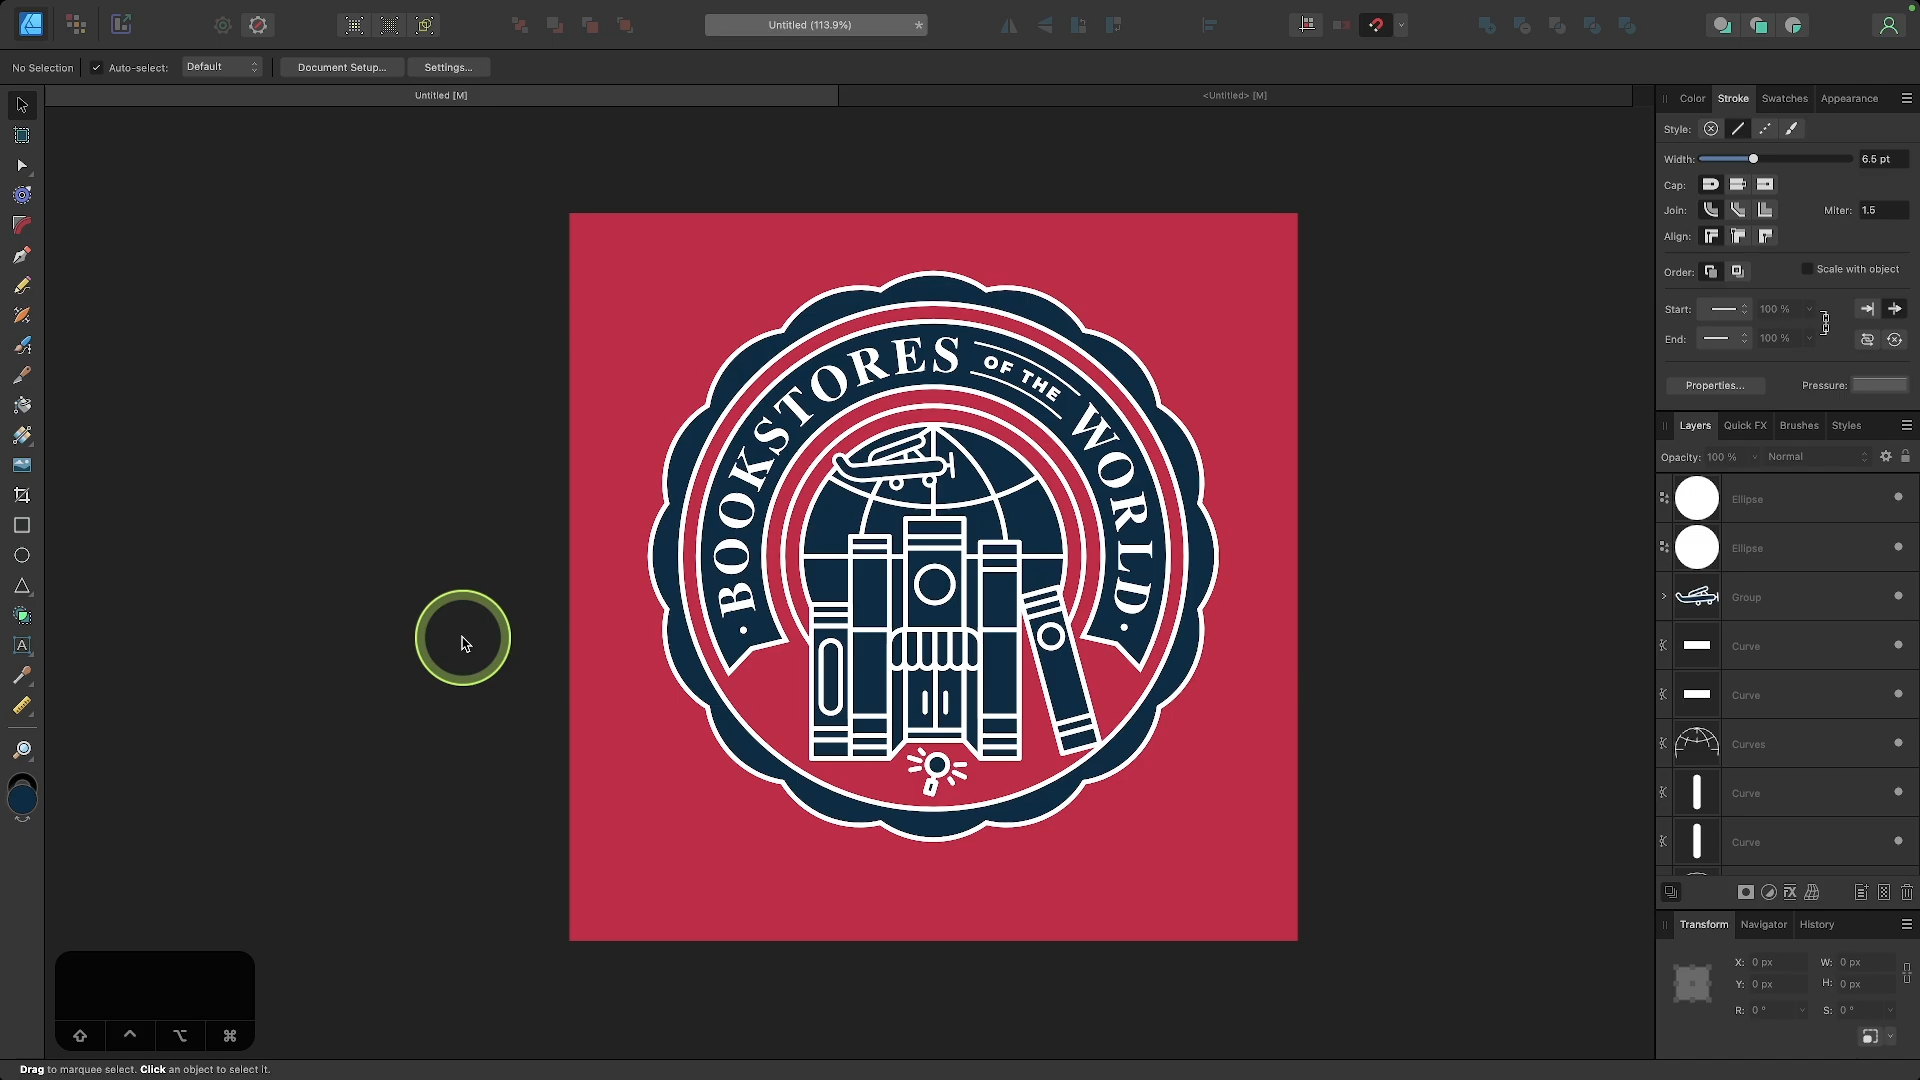 Untitled (113.9%)
*
No Selection
Auto-select:
Default
Document Setup...
Settings...
Untitled [M]
<Untitled> [M]
Color
Stroke
Swatches
Appearance
Style:
Width:
6.5 pt
Cap:
Join:
Miter:
1.5
Align:
Order:
Scale with object
Start:
100 %
End:
100 %
Properties...
Pressure:
Layers
Quick FX
Brushes
Styles
Opacity:
100 %
Normal
Ellipse
Ellipse
Group
Curve
Curve
Curves
Curve
Curve
Transform
Navigator
History
X: 0 px
W: 0 px
Y: 0 px
H: 0 px
R: 0 °
S: 0 °
· BOOKSTORES OF THE WORLD ·
A
Drag to marquee select. Click an object to select it.